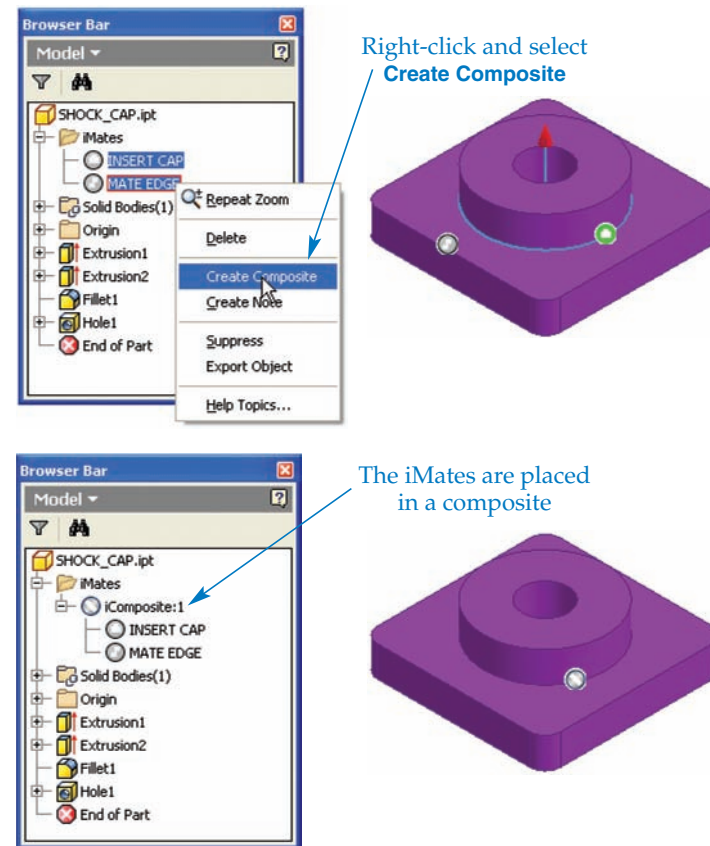 Browser Bar
Model
SHOCK_CAP.ipt
iMates
INSERT CAP
MATE EDGE
Solid Bodies(1)
Origin
Extrusion1
Extrusion2
Fillet1
Hole1
End of Part
Repeat Zoom
Delete
Create Composite
Create Note
Suppress
Export Object
Help Topics...
Right-click and select
Create Composite
Browser Bar
Model
SHOCK_CAP.ipt
iMates
iComposite:1
INSERT CAP
MATE EDGE
Solid Bodies(1)
Origin
Extrusion1
Extrusion2
Fillet1
Hole1
End of Part
The iMates are placed
in a composite